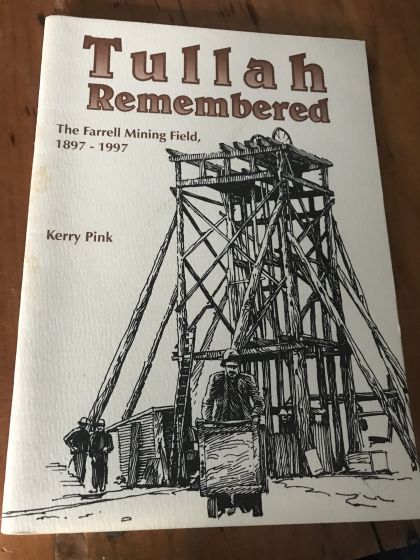 Tullah
Remembered
The Farrell Mining Field,
1897 - 1997
Kerry Pink